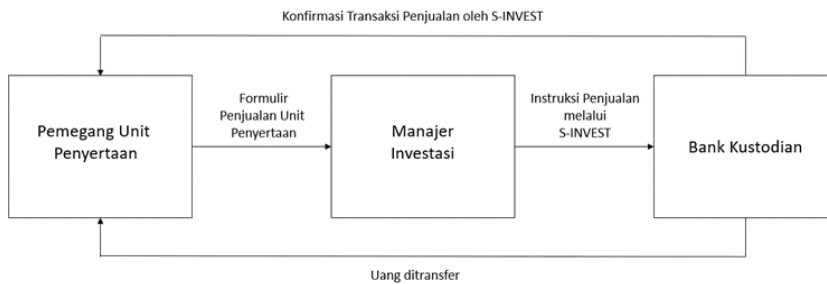 Konfirmasi Transaksi Penjualan oleh S-INVEST
Pemegang Unit
Penyertaan
Formulir
Penjualan Unit
Penyertaan
Manajer
Investasi
Instruksi Penjualan
melalui
S-INVEST
Bank Kustodian
Uang ditransfer